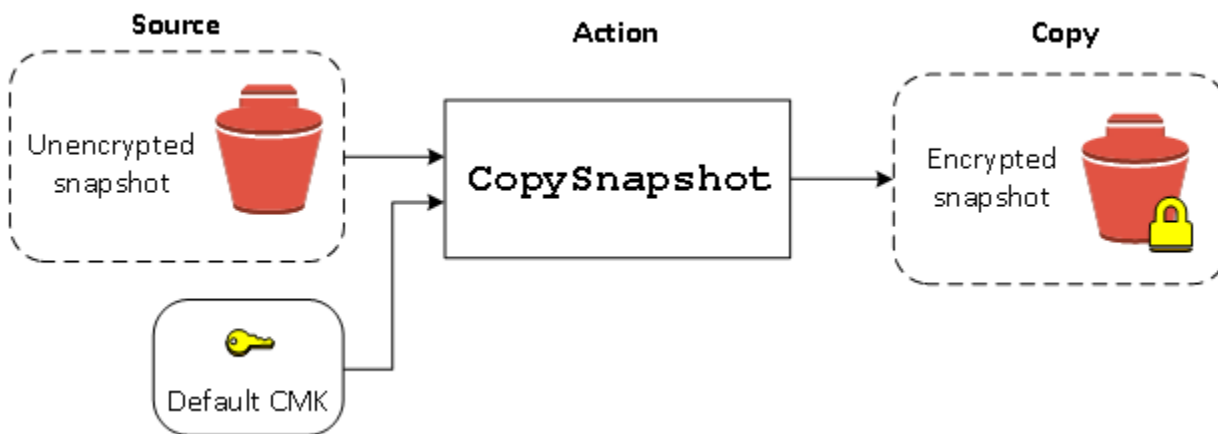 Source
Action
Copy
Unencrypted
snapshot
CopySnapshot
Encrypted
snapshot
Default CMK